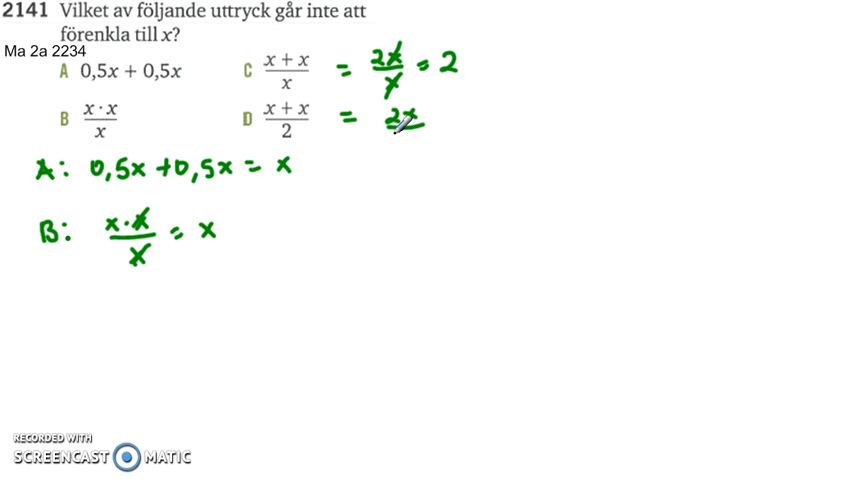 2141 Vilket av följande uttryck går inte att
förenkla till x?
Ma 2a 2234
A 0,5x + 0,5x
C (x + x)/x = 2x/x = 2
B (x · x)/x
D (x + x)/2 = 2x
A: 0,5x + 0,5x = x
B: (x · x)/x = x
RECORDED WITH
SCREENCAST O MATIC